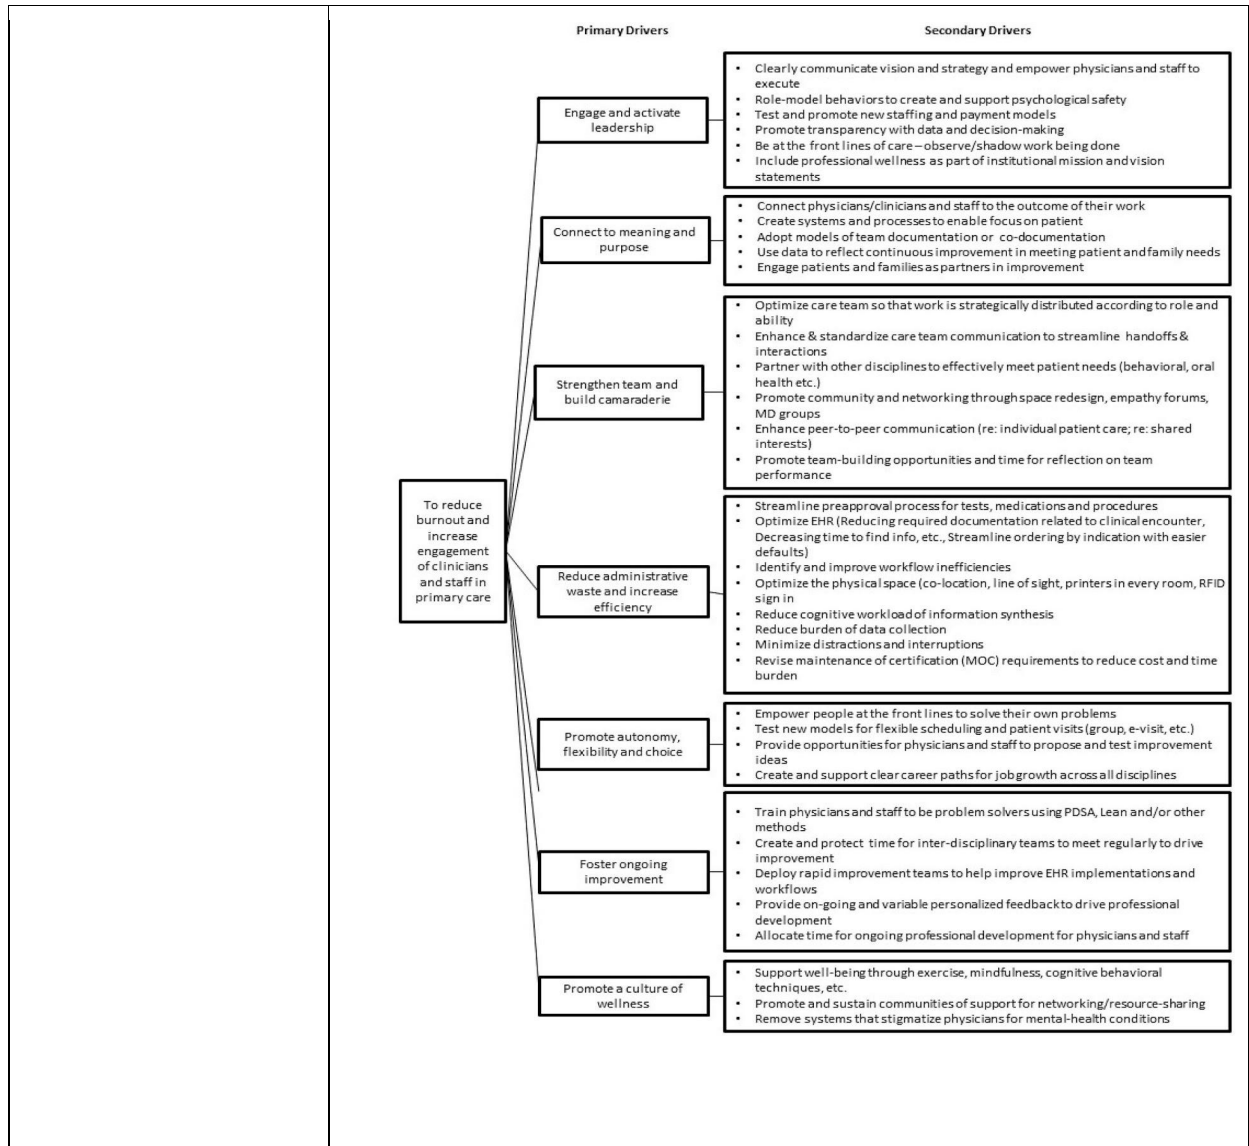 Primary Drivers
Secondary Drivers
Engage and activate
leadership
• Clearly communicate vision and strategy and empower physicians and staff to
execute
• Role-model behaviors to create and support psychological safety
• Test and promote new staffing and payment models
• Promote transparency with data and decision-making
• Be at the front lines of care – observe/shadow work being done
• Include professional wellness as part of institutional mission and vision
statements
Connect to meaning and
purpose
• Connect physicians/clinicians and staff to the outcome of their work
• Create systems and processes to enable focus on patient
• Adopt models of team documentation or co-documentation
• Use data to reflect continuous improvement in meeting patient and family needs
• Engage patients and families as partners in improvement
Strengthen team and
build camaraderie
• Optimize care team so that work is strategically distributed according to role and
ability
• Enhance & standardize care team communication to streamline handoffs &
interactions
• Partner with other disciplines to effectively meet patient needs (behavioral, oral
health etc.)
• Promote community and networking through space redesign, empathy forums,
MD groups
• Enhance peer-to-peer communication (re: individual patient care; re: shared
interests)
• Promote team-building opportunities and time for reflection on team
performance
To reduce
burnout and
increase
engagement
of clinicians
and staff in
primary care
Reduce administrative
waste and increase
efficiency
• Streamline preapproval process for tests, medications and procedures
• Optimize EHR (Reducing required documentation related to clinical encounter,
Decreasing time to find info, etc., Streamline ordering by indication with easier
defaults)
• Identify and improve workflow inefficiencies
• Optimize the physical space (co-location, line of sight, printers in every room, RFID
sign in
• Reduce cognitive workload of information synthesis
• Reduce burden of data collection
• Minimize distractions and interruptions
• Revise maintenance of certification (MOC) requirements to reduce cost and time
burden
Promote autonomy,
flexibility and choice
• Empower people at the front lines to solve their own problems
• Test new models for flexible scheduling and patient visits (group, e-visit, etc.)
• Provide opportunities for physicians and staff to propose and test improvement
ideas
• Create and support clear career paths for job growth across all disciplines
Foster ongoing
improvement
• Train physicians and staff to be problem solvers using PDSA, Lean and/or other
methods
• Create and protect time for inter-disciplinary teams to meet regularly to drive
improvement
• Deploy rapid improvement teams to help improve EHR implementations and
workflows
• Provide on-going and variable personalized feedback to drive professional
development
• Allocate time for ongoing professional development for physicians and staff
Promote a culture of
wellness
• Support well-being through exercise, mindfulness, cognitive behavioral
techniques, etc.
• Promote and sustain communities of support for networking/resource-sharing
• Remove systems that stigmatize physicians for mental-health conditions